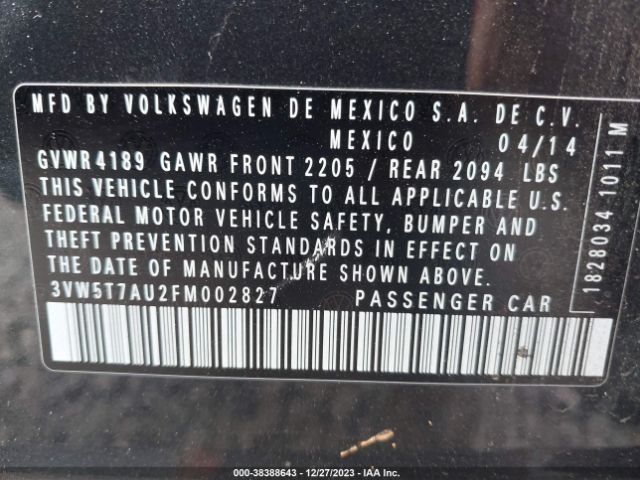 MFD BY VOLKSWAGEN DE MEXICO S.A. DE C.V.
MEXICO 04/14
GVWR4189 GAWR FRONT 2205 / REAR 2094 LBS
THIS VEHICLE CONFORMS TO ALL APPLICABLE U.S.
FEDERAL MOTOR VEHICLE SAFETY, BUMPER AND
THEFT PREVENTION STANDARDS IN EFFECT ON
THE DATE OF MANUFACTURE SHOWN ABOVE.
3VW5T7AU2FM002827 PASSENGER CAR
1828034 1011 M
000-38388643 - 12/27/2023 - IAA Inc.